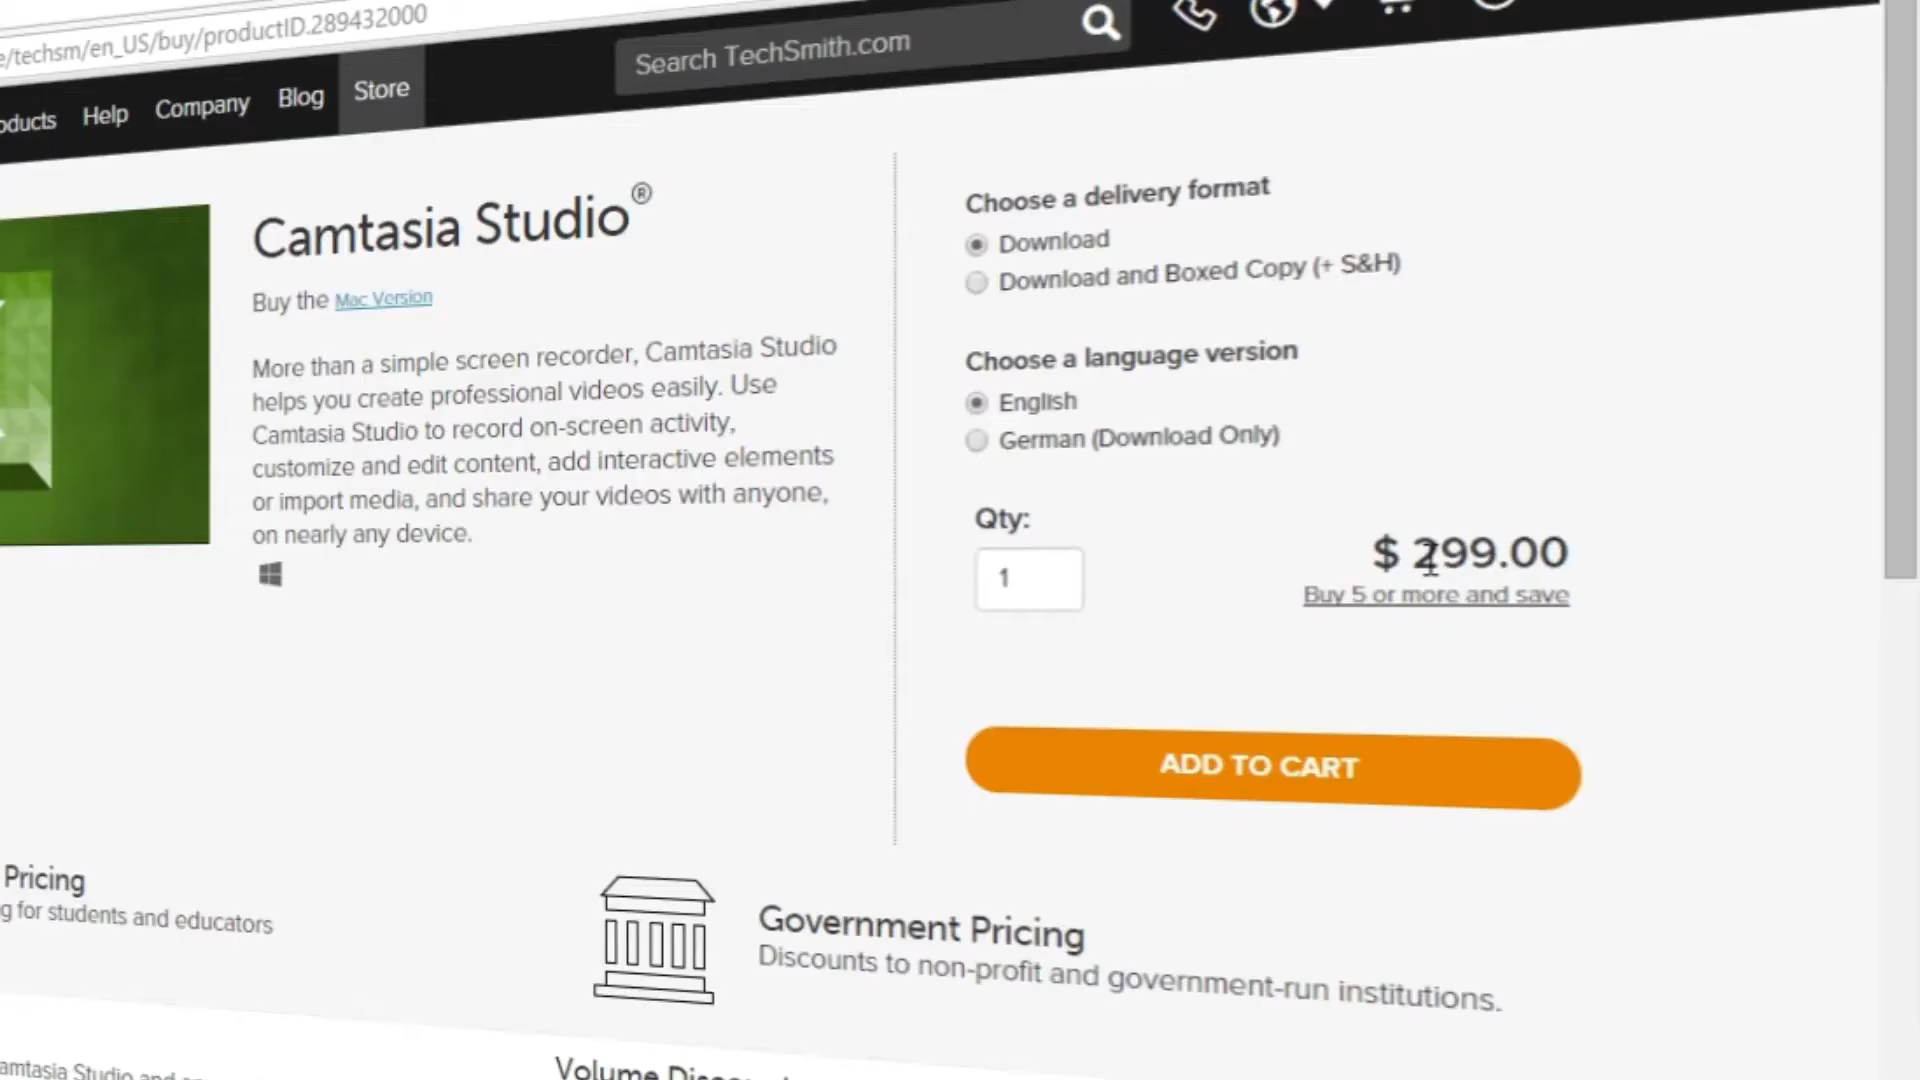 e/techsm/en_US/buy/productID.289432000
oducts Help Company Blog Store
Search TechSmith.com
Camtasia Studio®
Buy the Mac Version
More than a simple screen recorder, Camtasia Studio
helps you create professional videos easily. Use
Camtasia Studio to record on-screen activity,
customize and edit content, add interactive elements
or import media, and share your videos with anyone,
on nearly any device.
Choose a delivery format
Download
Download and Boxed Copy (+ S&H)
Choose a language version
English
German (Download Only)
Qty:
1
$ 299.00
Buy 5 or more and save
ADD TO CART
Pricing
g for students and educators
Government Pricing
Discounts to non-profit and government-run institutions.
amtasia Studio and
Volume